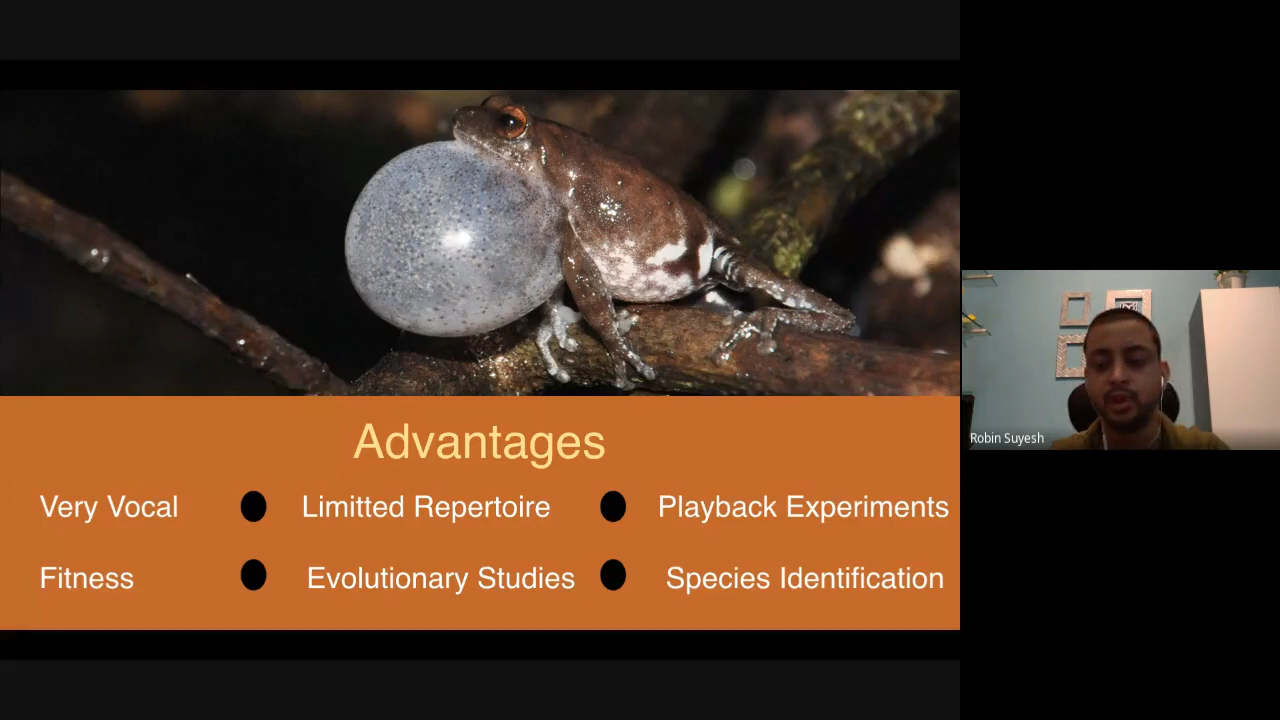 Advantages
Very Vocal ● Limitted Repertoire ● Playback Experiments
Fitness ● Evolutionary Studies ● Species Identification
Robin Suyesh